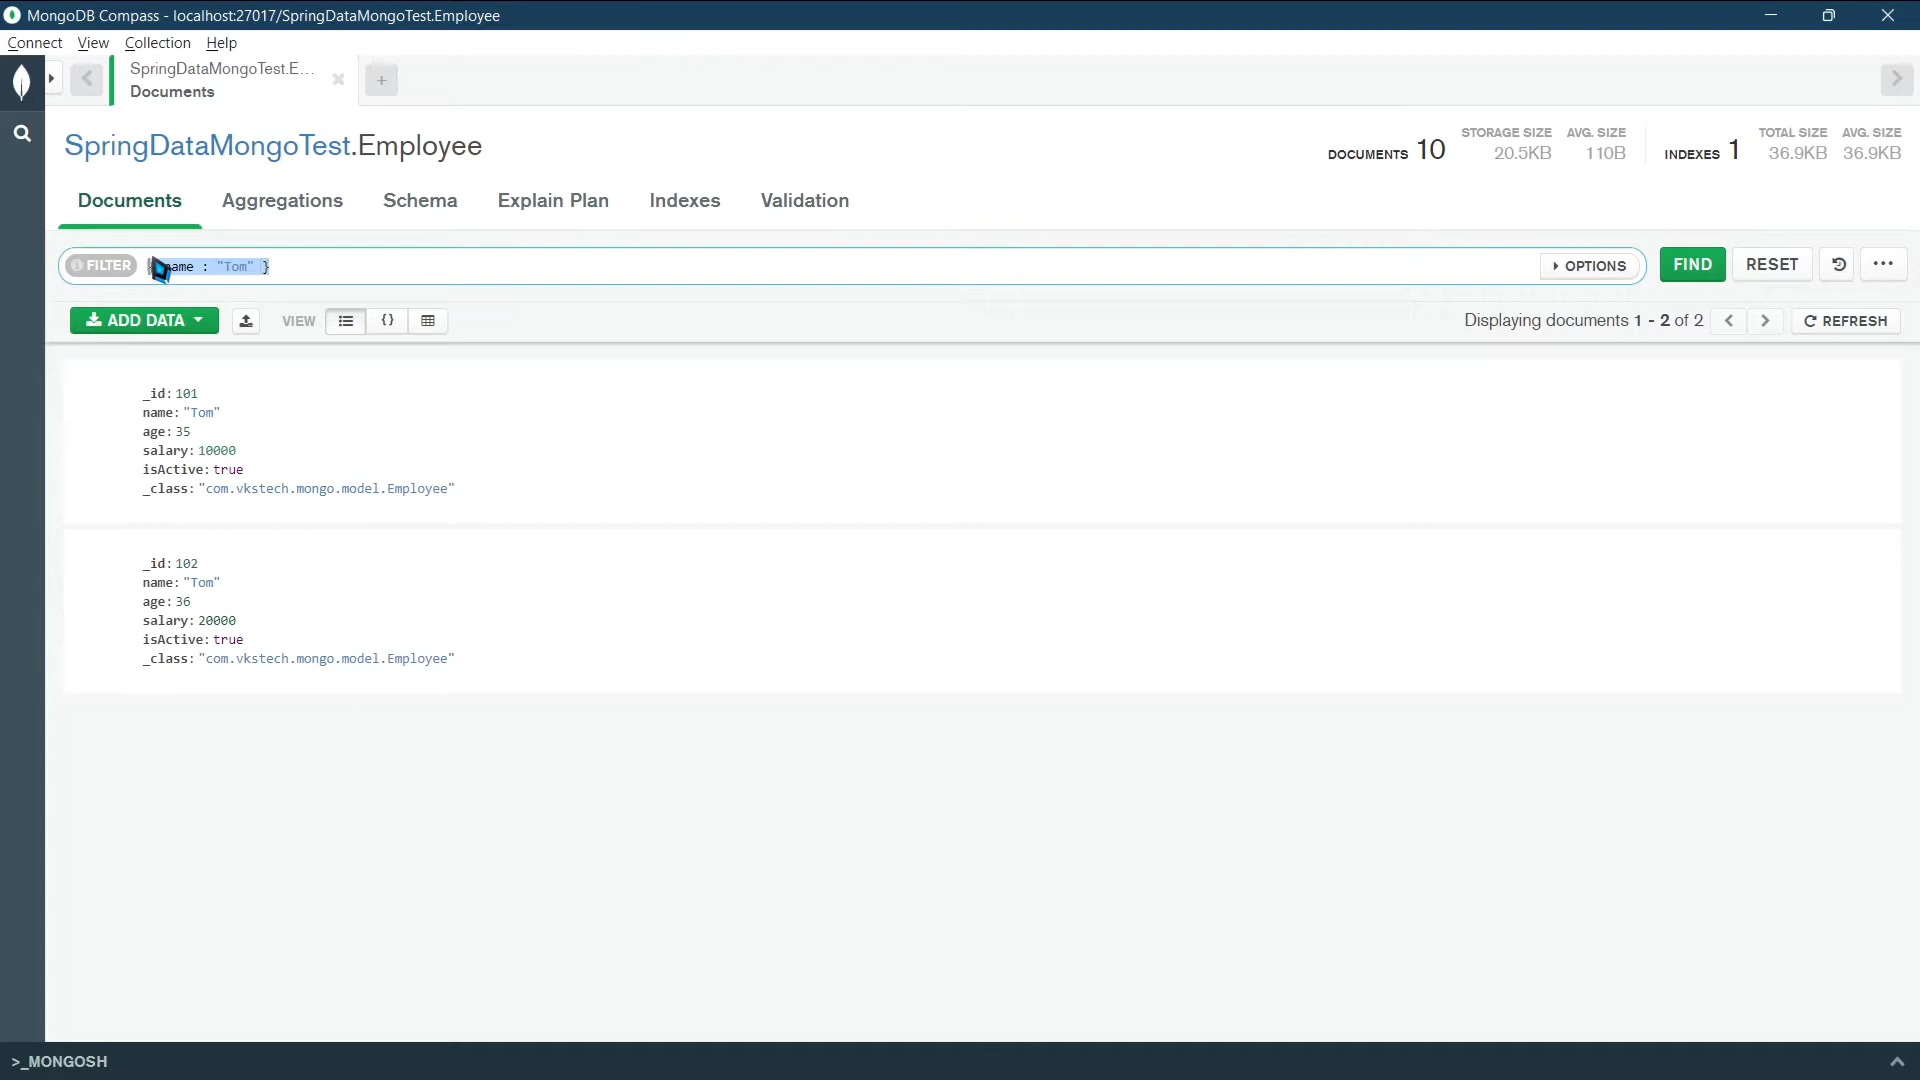 MongoDB Compass - localhost:27017/SpringDataMongoTest.Employee
Connect View Collection Help
SpringDataMongoTest.E...
Documents
SpringDataMongoTest.Employee
DOCUMENTS 10
STORAGE SIZE
20.5KB
AVG. SIZE
110B
INDEXES 1
TOTAL SIZE
36.9KB
AVG. SIZE
36.9KB
Documents Aggregations Schema Explain Plan Indexes Validation
FILTER { name : "Tom" }
OPTIONS FIND RESET
ADD DATA VIEW {}
Displaying documents 1 - 2 of 2 REFRESH
_id: 101
name: "Tom"
age: 35
salary: 10000
isActive: true
_class: "com.vkstech.mongo.model.Employee"
_id: 102
name: "Tom"
age: 36
salary: 20000
isActive: true
_class: "com.vkstech.mongo.model.Employee"
>_MONGOSH